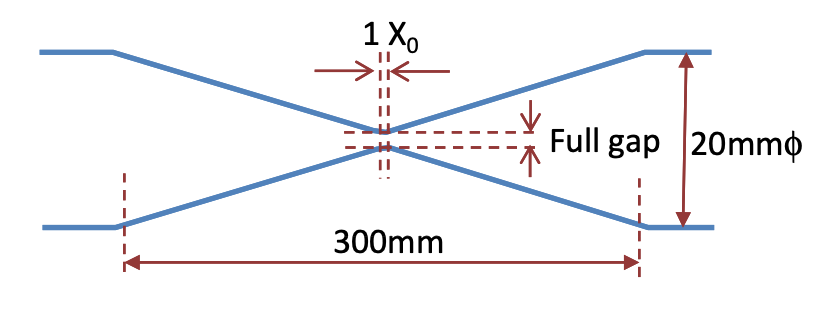 1 X₀
Full gap
20mmϕ
300mm